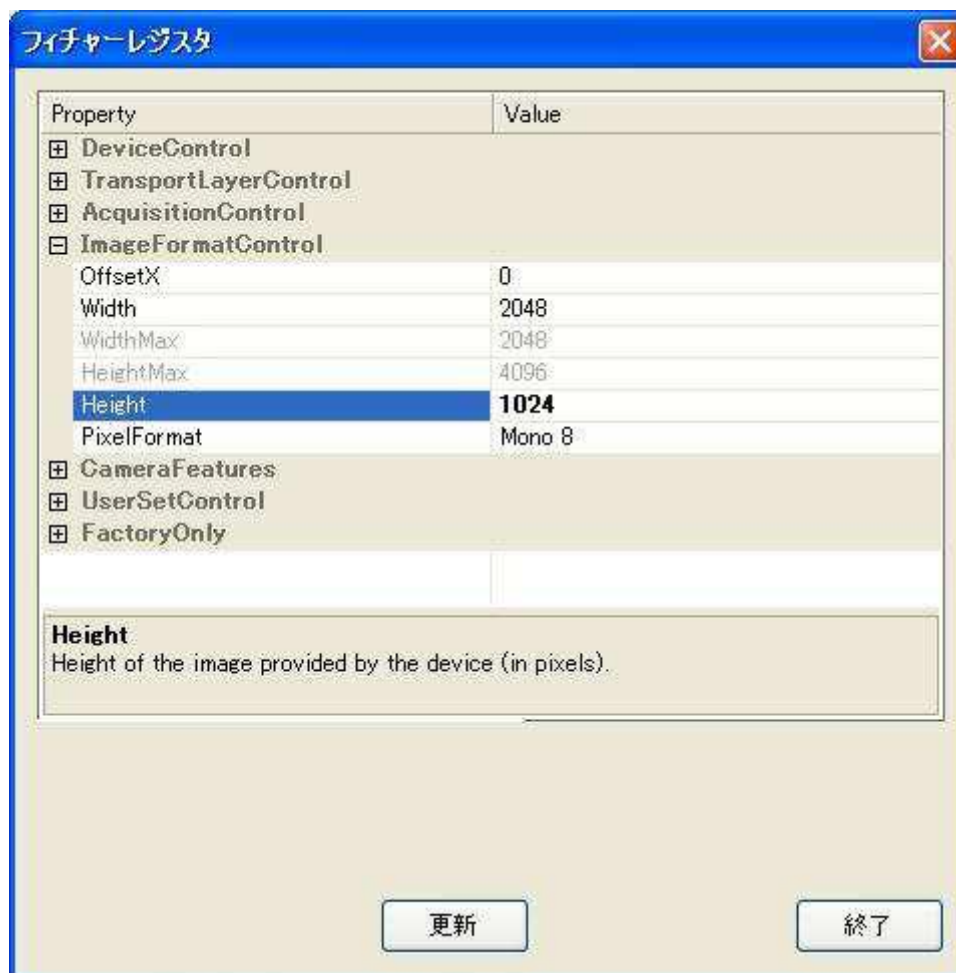 フィチャーレジスタ
Property Value
DeviceControl
TransportLayerControl
AcquisitionControl
ImageFormatControl
OffsetX 0
Width 2048
WidthMax 2048
HeightMax 4096
Height 1024
PixelFormat Mono 8
CameraFeatures
UserSetControl
FactoryOnly
Height
Height of the image provided by the device (in pixels).
更新 終了